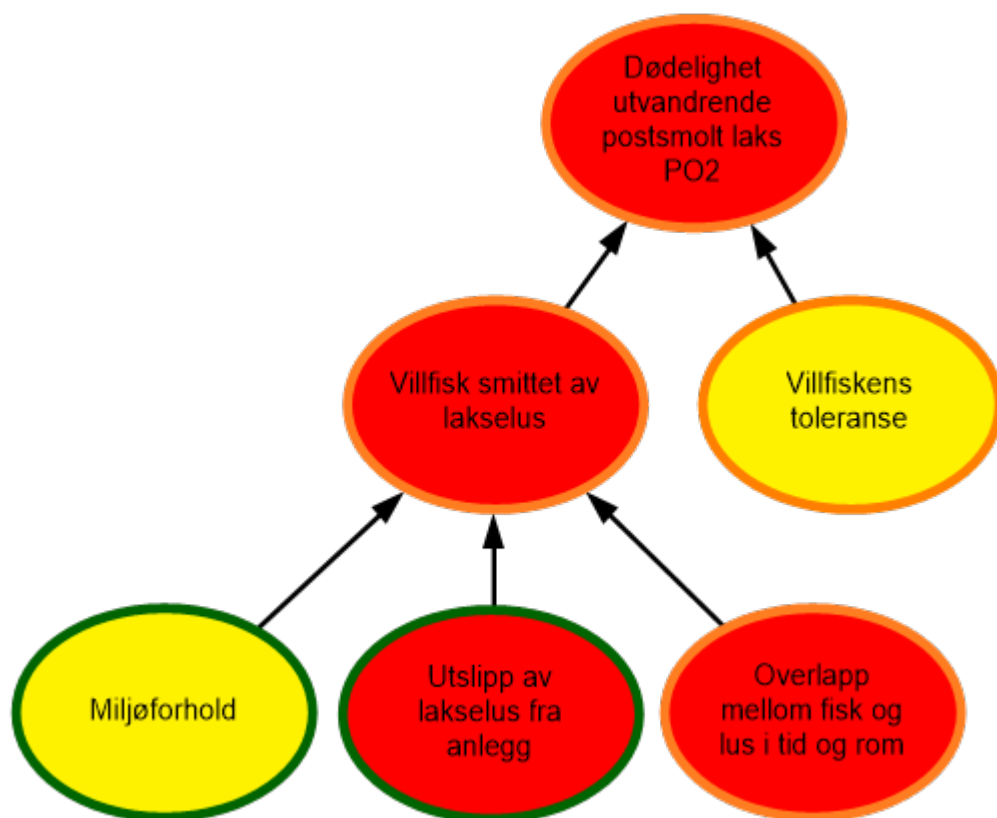 Dødelighet
utvandrende
postsmolt laks
PO2
Villfisk smittet av
lakselus
Villfiskens
toleranse
Miljøforhold
Utslipp av
lakselus fra
anlegg
Overlapp
mellom fisk og
lus i tid og rom